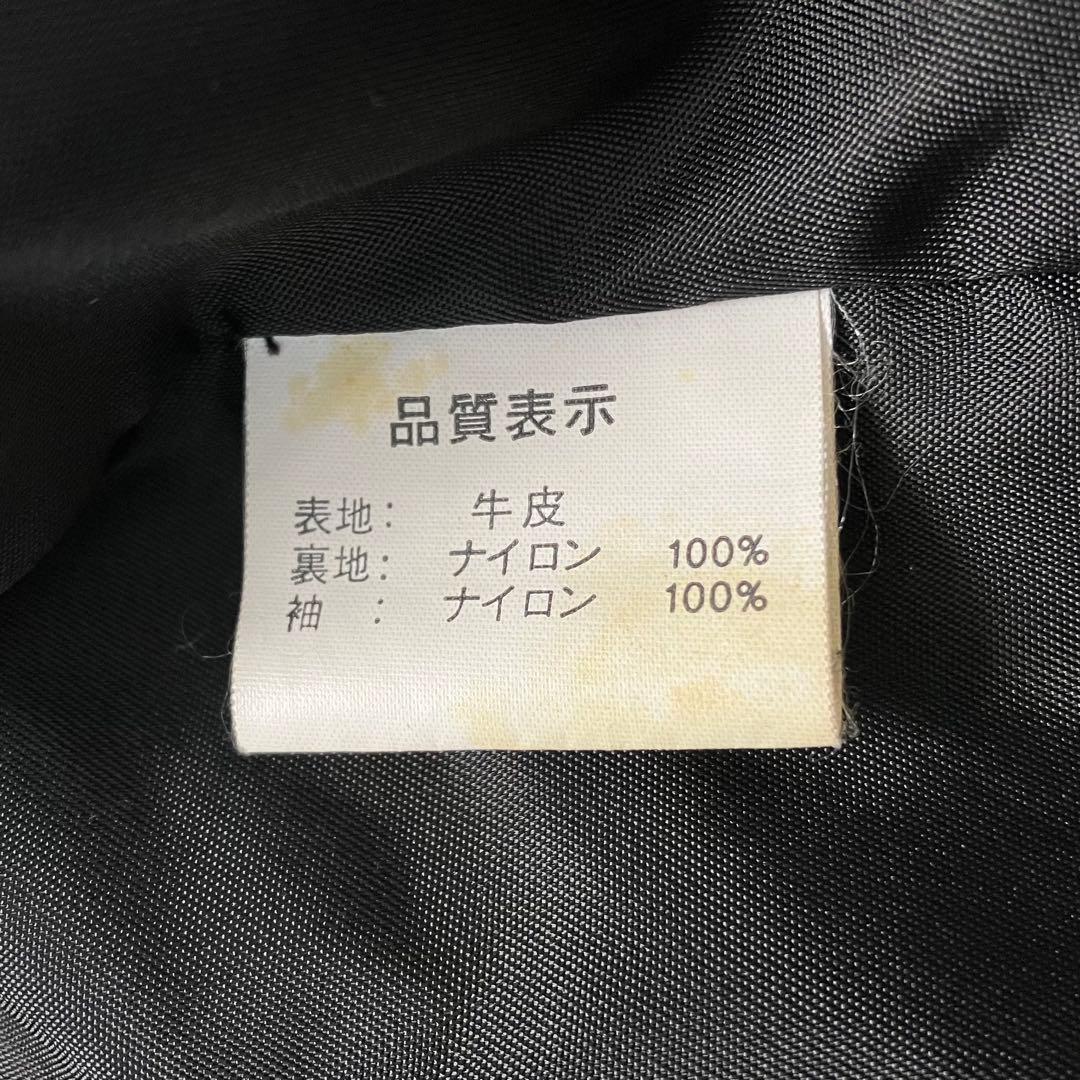 品質表示
表地: 牛皮
裏地: ナイロン 100%
袖 : ナイロン 100%